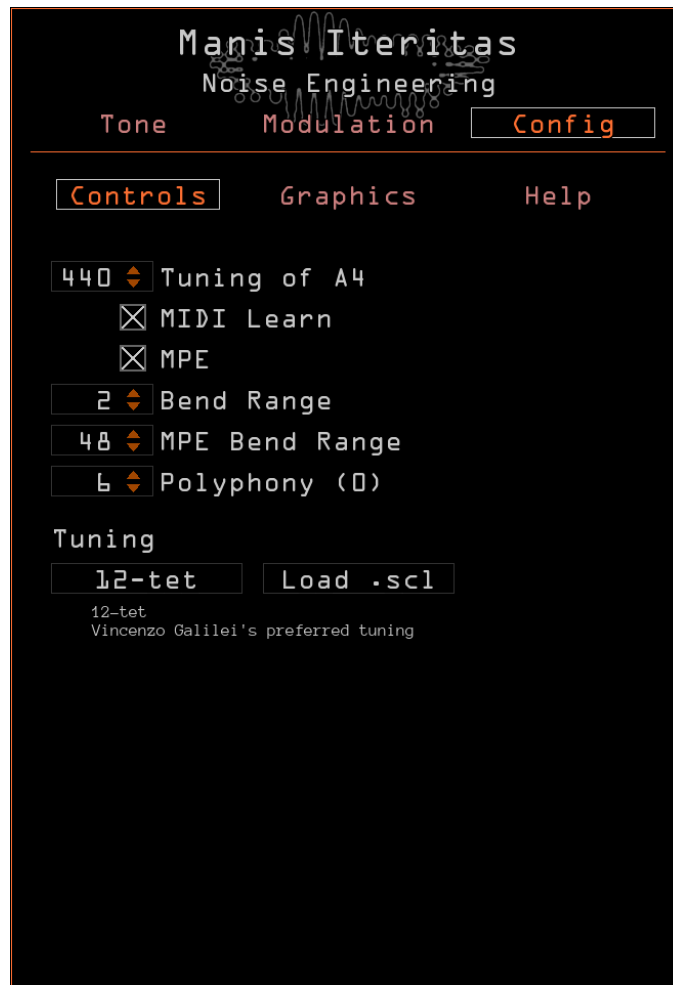 Manis Iteritas
Noise Engineering
Tone Modulation Config
Controls Graphics Help
440 Tuning of A4
MIDI Learn
MPE
2 Bend Range
48 MPE Bend Range
6 Polyphony (0)
Tuning
12-tet Load .scl
12-tet
Vincenzo Galilei's preferred tuning